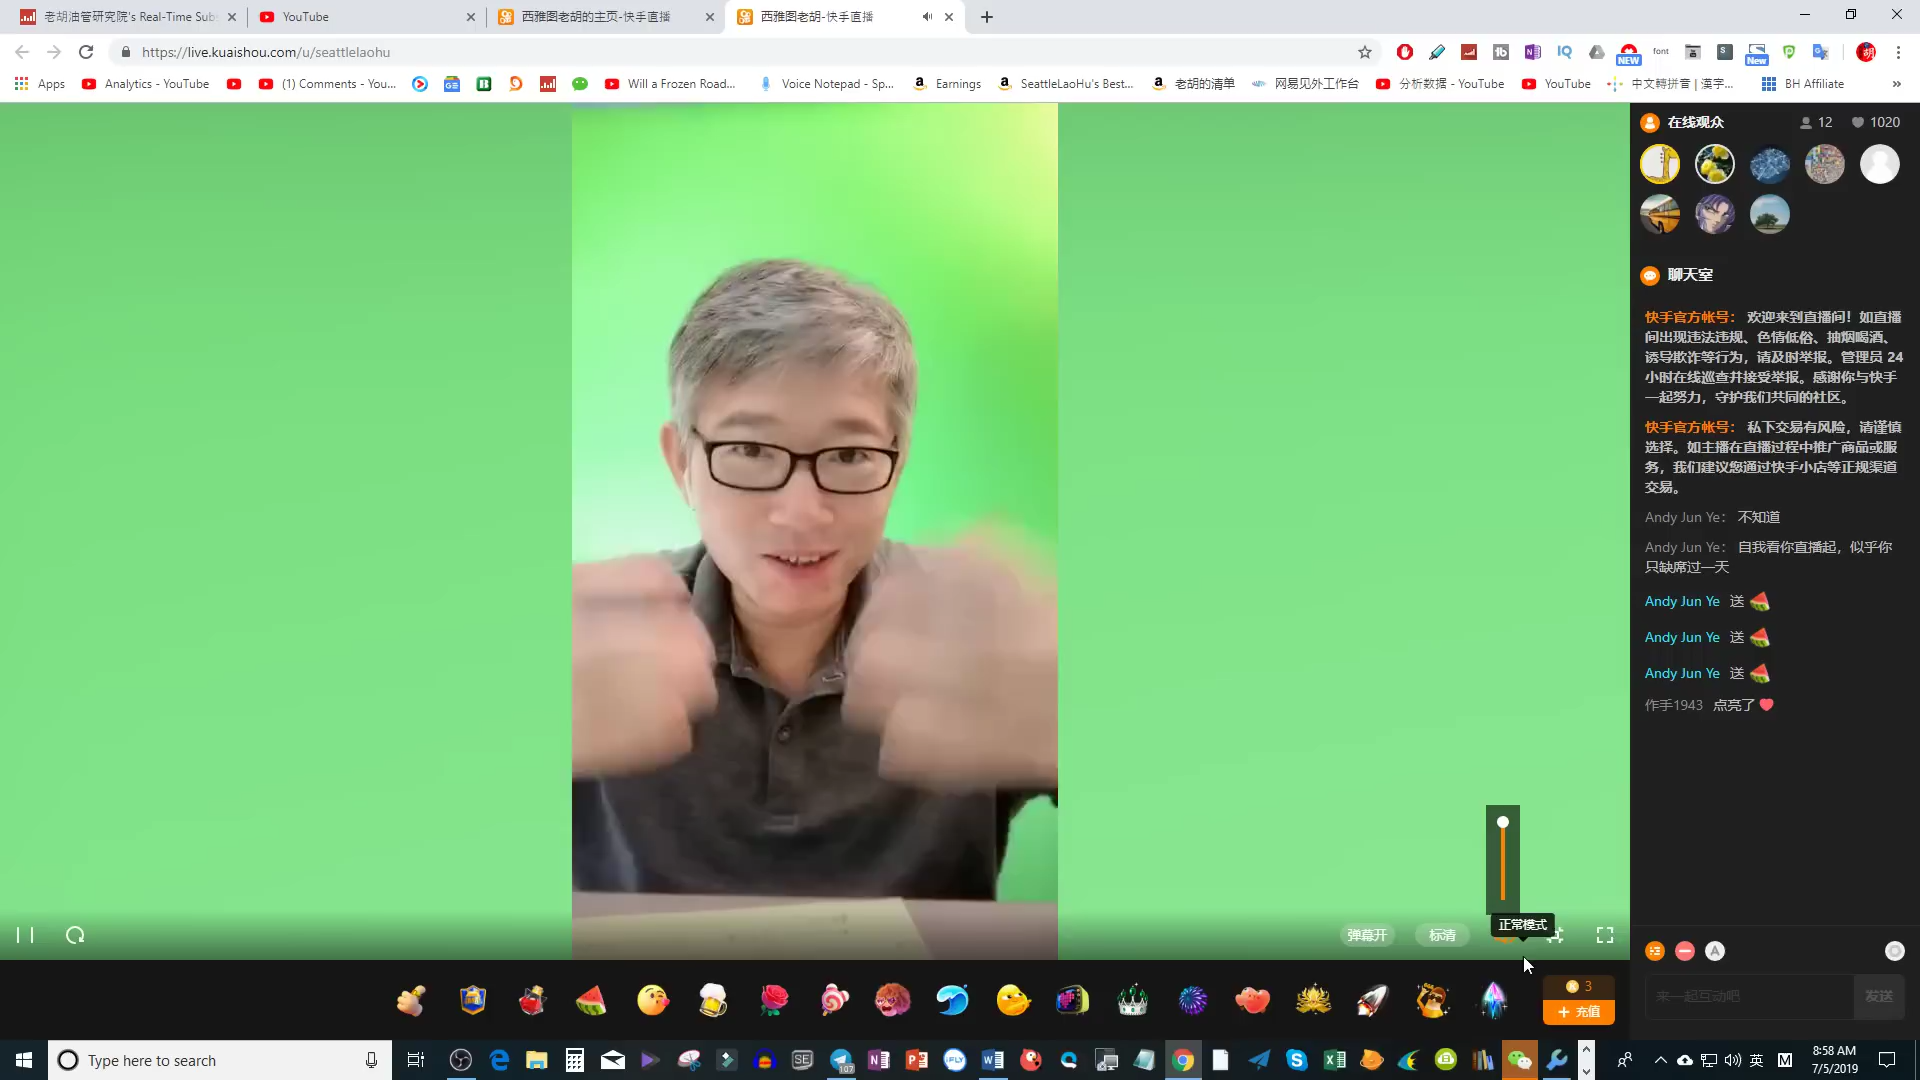 老胡油管研究院's Real-Time Subs
YouTube
西雅图老胡的主页-快手直播
西雅图老胡-快手直播
https://live.kuaishou.com/u/seattlelaohu
NEW
font
New
Apps
Analytics - YouTube
(1) Comments - You...
Will a Frozen Road...
Voice Notepad - Sp...
Earnings
SeattleLaoHu's Best...
老胡的清单
网易见外工作台
分析数据 - YouTube
YouTube
中文轉拼音 | 漢字...
BH Affiliate
在线观众
12
1020
聊天室
快手官方帐号： 欢迎来到直播间！如直播
间出现违法违规、色情低俗、抽烟喝酒、
诱导欺诈等行为，请及时举报。管理员 24
小时在线巡查并接受举报。感谢你与快手
一起努力，守护我们共同的社区。
快手官方帐号： 私下交易有风险，请谨慎
选择。如主播在直播过程中推广商品或服
务，我们建议您通过快手小店等正规渠道
交易。
Andy Jun Ye： 不知道
Andy Jun Ye： 自我看你直播起，似乎你
只缺席过一天
Andy Jun Ye 送
Andy Jun Ye 送
Andy Jun Ye 送
作手1943 点亮了
弹幕开
标清
正常模式
3
+ 充值
来一起互动吧
发送
Type here to search
107
英
M
8:58 AM
7/5/2019